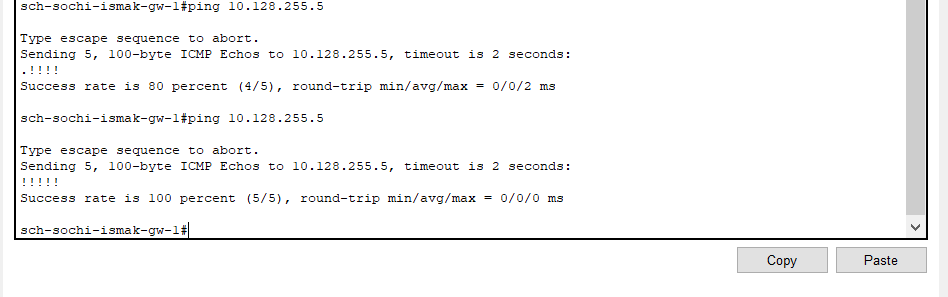 sch-sochi-ismak-gw-1#ping 10.128.255.5
Type escape sequence to abort.
Sending 5, 100-byte ICMP Echos to 10.128.255.5, timeout is 2 seconds:
.!!!!
Success rate is 80 percent (4/5), round-trip min/avg/max = 0/0/2 ms
sch-sochi-ismak-gw-1#ping 10.128.255.5
Type escape sequence to abort.
Sending 5, 100-byte ICMP Echos to 10.128.255.5, timeout is 2 seconds:
!!!!!
Success rate is 100 percent (5/5), round-trip min/avg/max = 0/0/0 ms
sch-sochi-ismak-gw-1#
Copy Paste